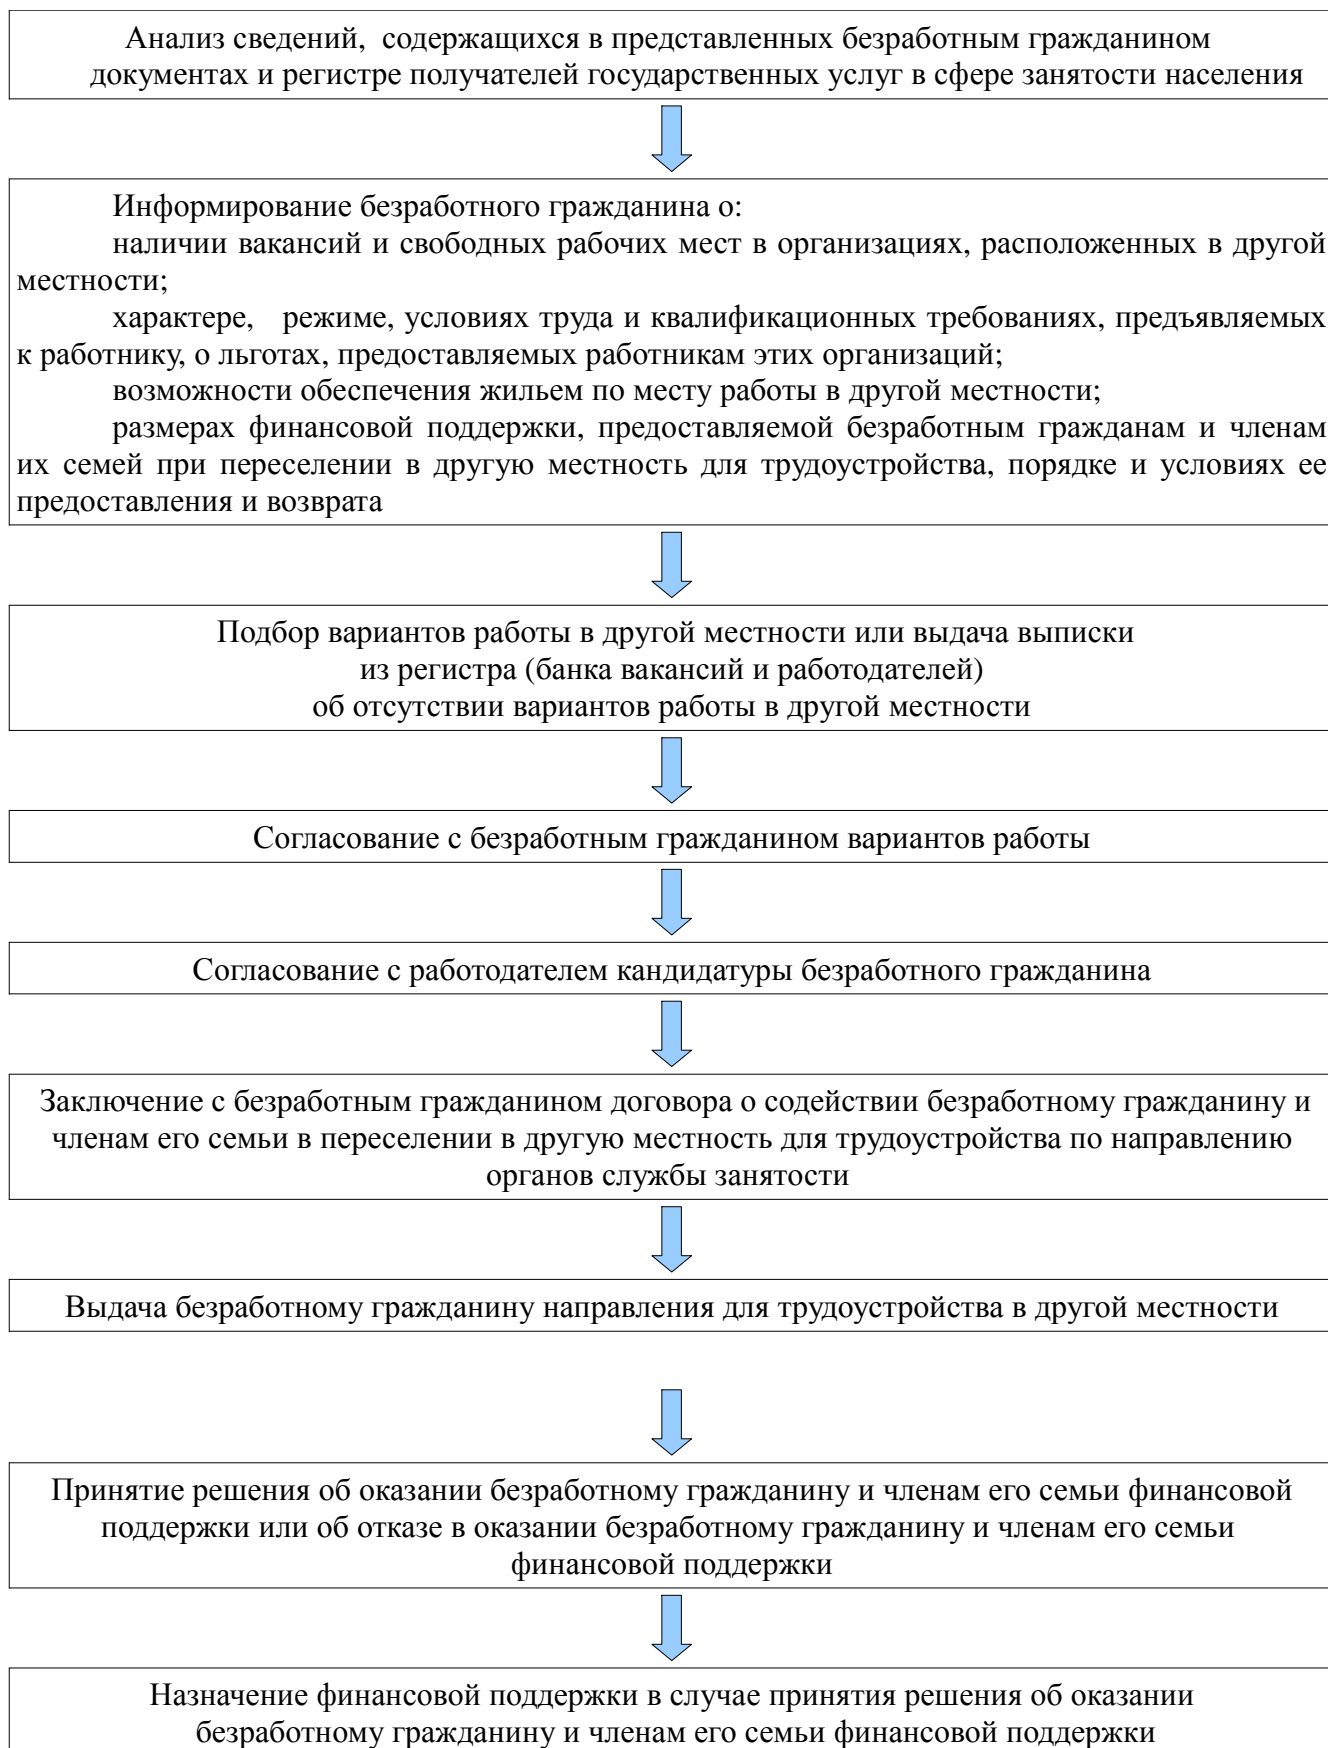 Анализ сведений, содержащихся в представленных безработным гражданином
документах и регистре получателей государственных услуг в сфере занятости населения
Информирование безработного гражданина о:
наличии вакансий и свободных рабочих мест в организациях, расположенных в другой
местности;
характере, режиме, условиях труда и квалификационных требованиях, предъявляемых
к работнику, о льготах, предоставляемых работникам этих организаций;
возможности обеспечения жильем по месту работы в другой местности;
размерах финансовой поддержки, предоставляемой безработным гражданам и членам
их семей при переселении в другую местность для трудоустройства, порядке и условиях ее
предоставления и возврата
Подбор вариантов работы в другой местности или выдача выписки
из регистра (банка вакансий и работодателей)
об отсутствии вариантов работы в другой местности
Согласование с безработным гражданином вариантов работы
Согласование с работодателем кандидатуры безработного гражданина
Заключение с безработным гражданином договора о содействии безработному гражданину и
членам его семьи в переселении в другую местность для трудоустройства по направлению
органов службы занятости
Выдача безработному гражданину направления для трудоустройства в другой местности
Принятие решения об оказании безработному гражданину и членам его семьи финансовой
поддержки или об отказе в оказании безработному гражданину и членам его семьи
финансовой поддержки
Назначение финансовой поддержки в случае принятия решения об оказании
безработному гражданину и членам его семьи финансовой поддержки